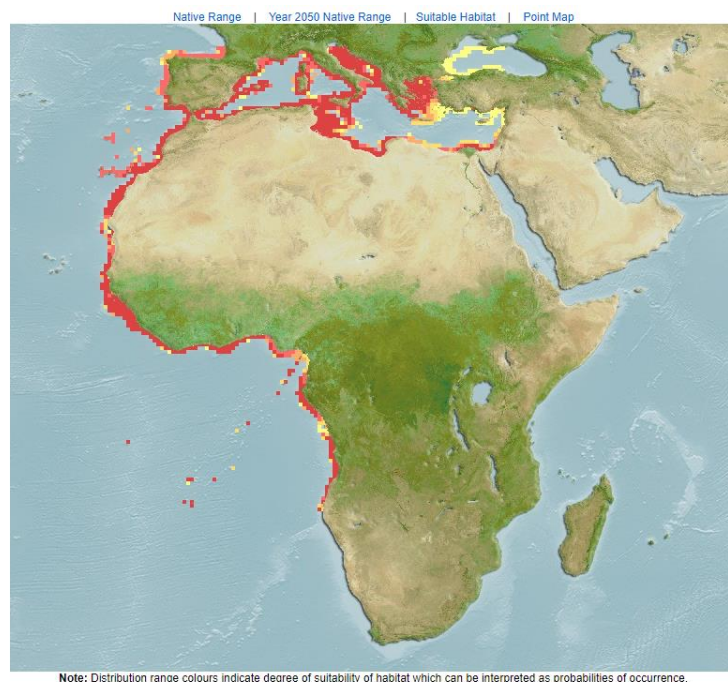 Native Range | Year 2050 Native Range | Suitable Habitat | Point Map
Note: Distribution range colours indicate degree of suitability of habitat which can be interpreted as probabilities of occurrence.